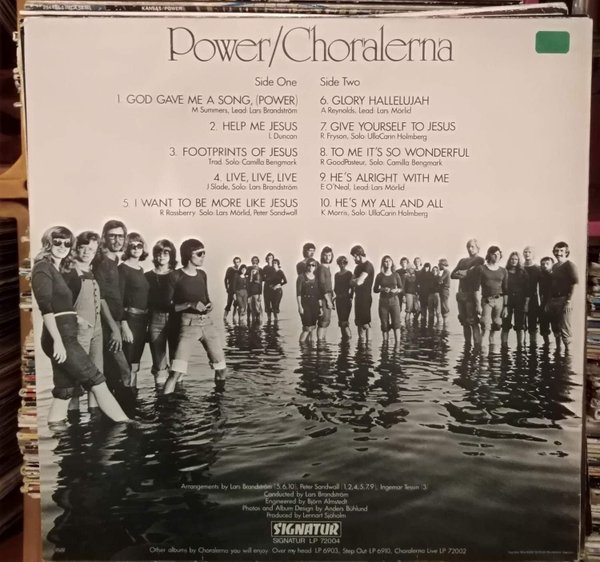 KANSAS/POWER
Power/Choralerna
Side One
1. GOD GAVE ME A SONG, (POWER)
M Summers, Lead: Lars Brandström
2. HELP ME JESUS
L Duncan
3. FOOTPRINTS OF JESUS
Trad. Solo: Camilla Bengmark
4. LIVE, LIVE, LIVE
J Slade, Solo: Lars Brandström
5. I WANT TO BE MORE LIKE JESUS
R Rassberry. Solo: Lars Mörlid, Peter Sandwall
Side Two
6. GLORY HALLELUJAH
A Reynolds, Lead: Lars Mörlid
7. GIVE YOURSELF TO JESUS
R Fryson, Solo: UllaCarin Holmberg
8. TO ME IT'S SO WONDERFUL
R GoodPasteur, Solo: Camilla Bengmark
9. HE'S ALRIGHT WITH ME
E O'Neal, Lead: Lars Mörlid
10. HE'S MY ALL AND ALL
K Morris, Solo: UllaCarin Holmberg
Arrangements by Lars Brandström (5,6,10), Peter Sandwall (1,2,4,5,7,9), Ingemar Tessin (3)
Conducted by Lars Brandström
Engineered by Björn Almstedt
Photos and Album Design by Anders Bühlund
Produced by Lennart Sjöholm
SIGNATUR
SIGNATUR LP 72004
Other albums by Choralerna you will enjoy: Over my head LP 6903, Step Out LP 6910, Choralerna Live LP 72002